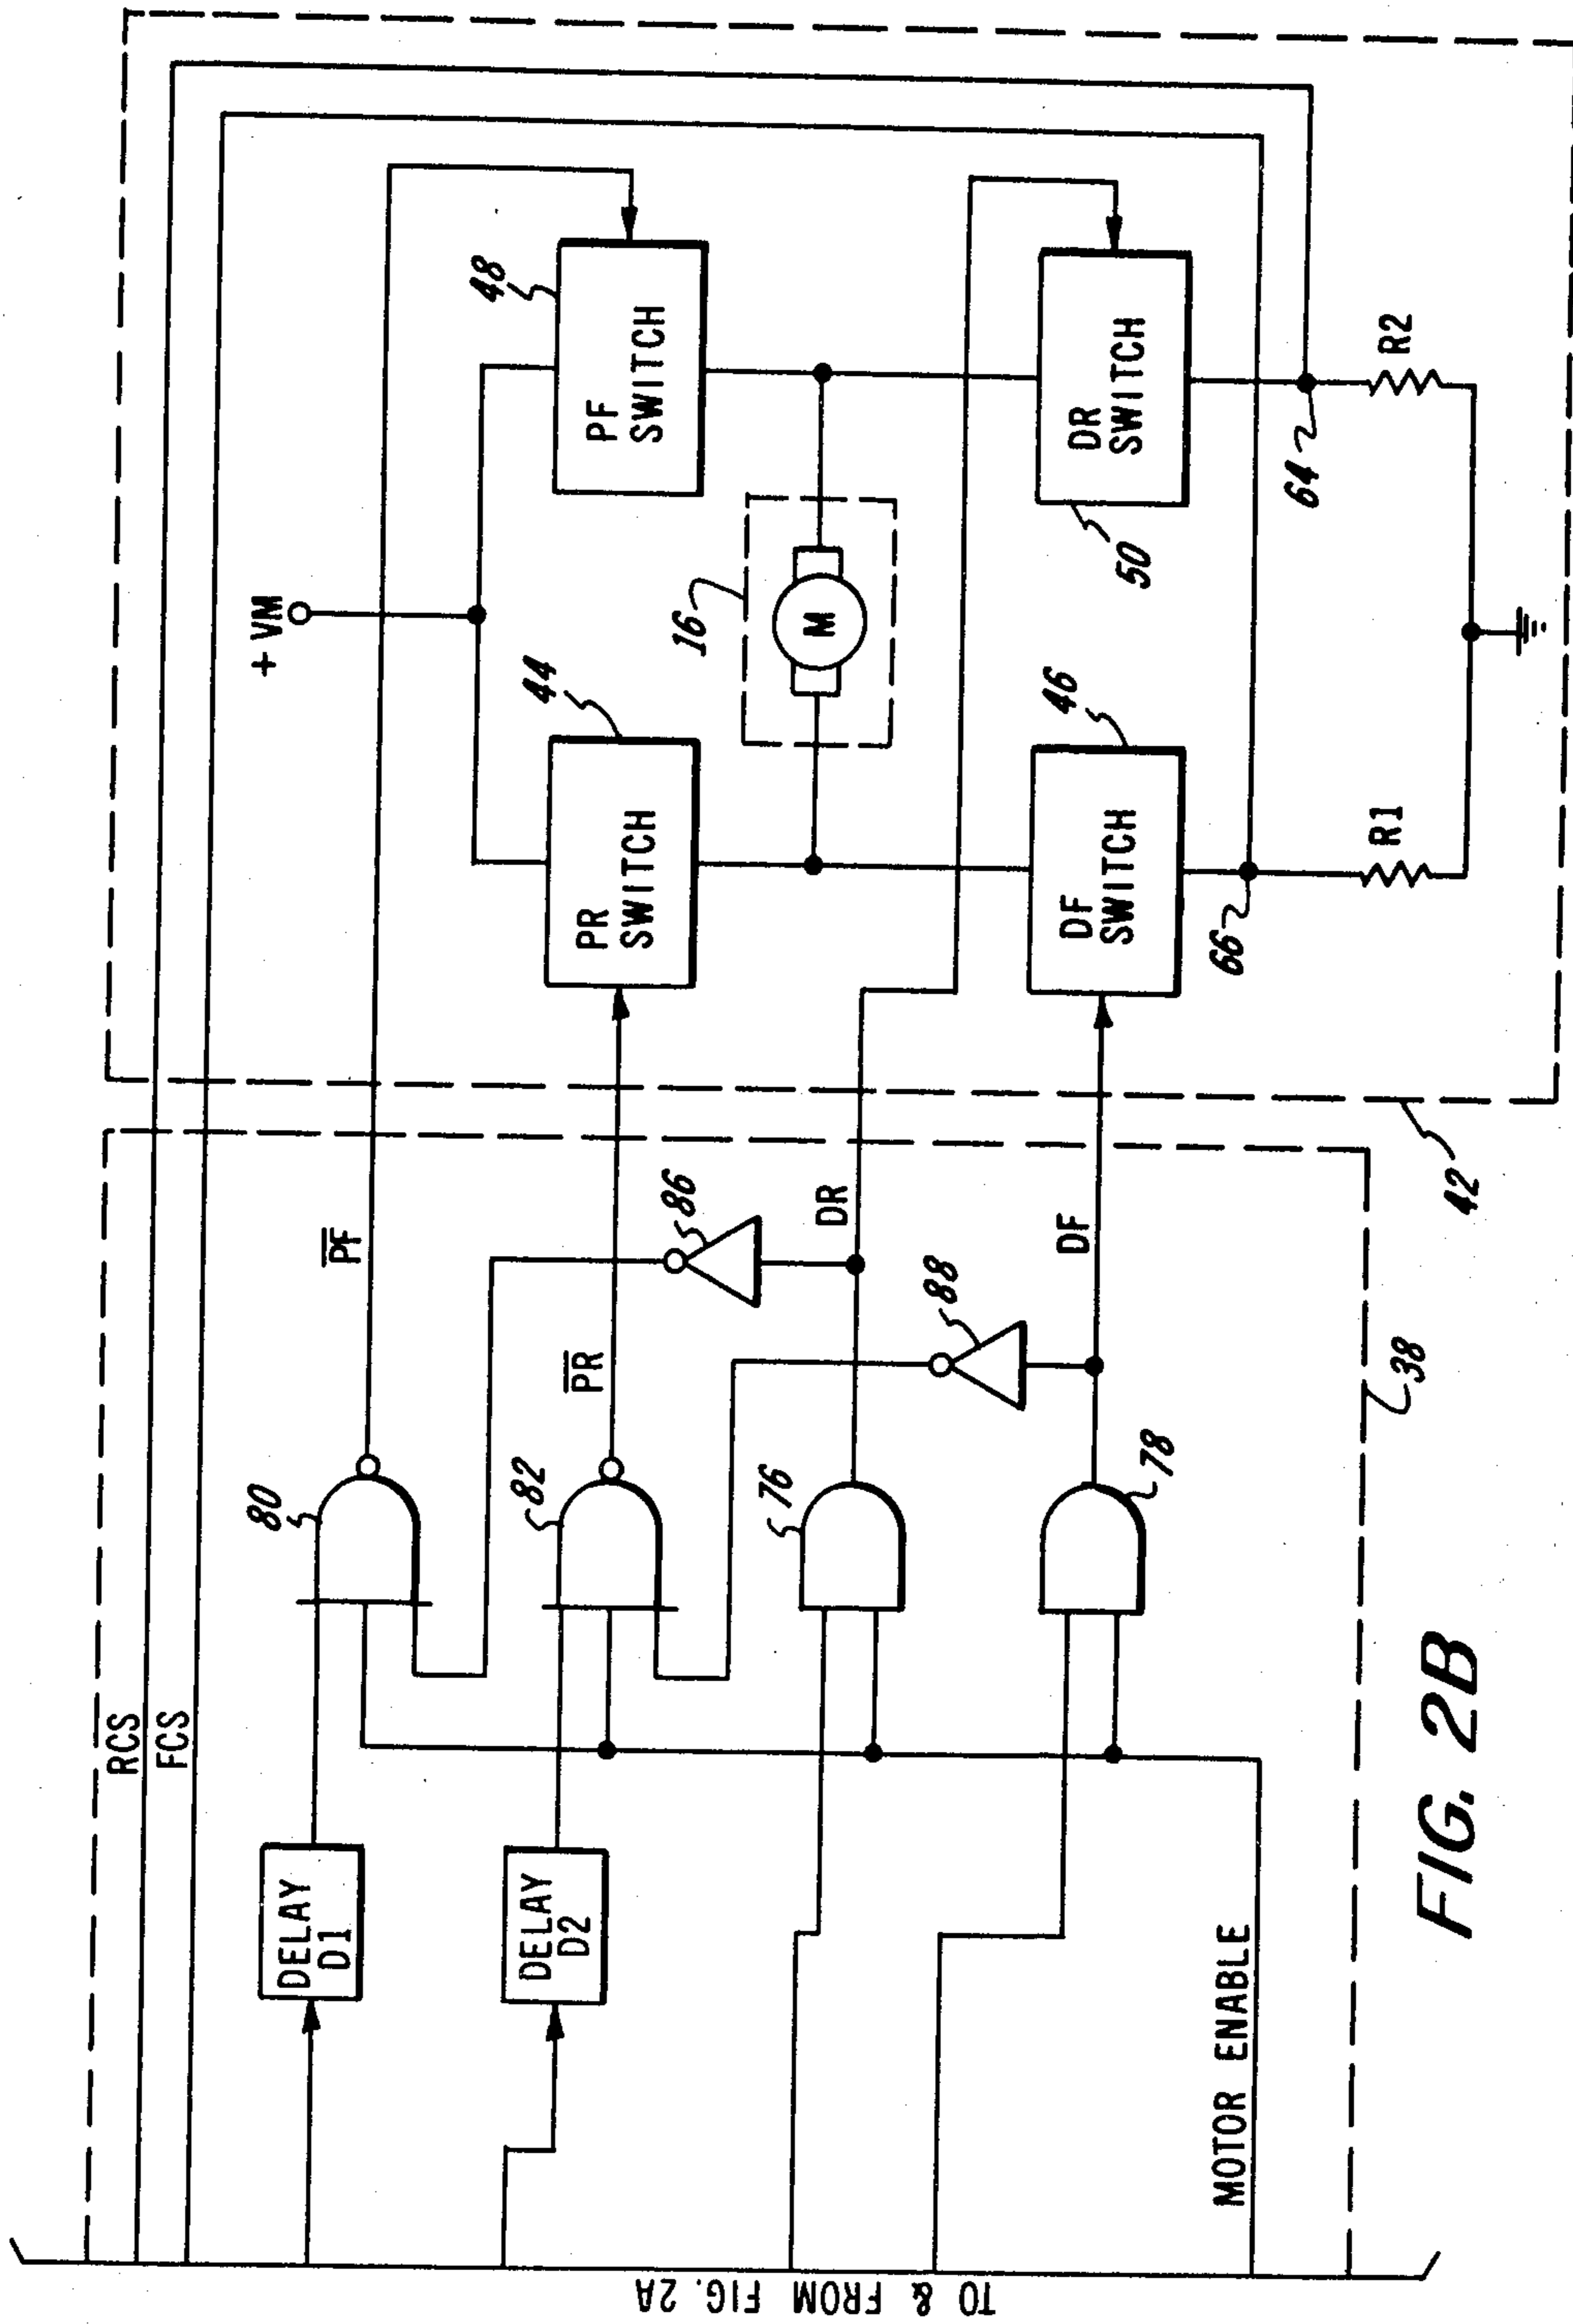 RCS
FCS
DELAY
D1
DELAY
D2
MOTOR ENABLE
TO & FROM FIG. 2A
80
82
76
78
86
88
PF
PR
DR
DF
38
42
+ VM
44
PR
SWITCH
48
PF
SWITCH
16
M
46
DF
SWITCH
50
DR
SWITCH
66
64
R1
R2
FIG. 2B